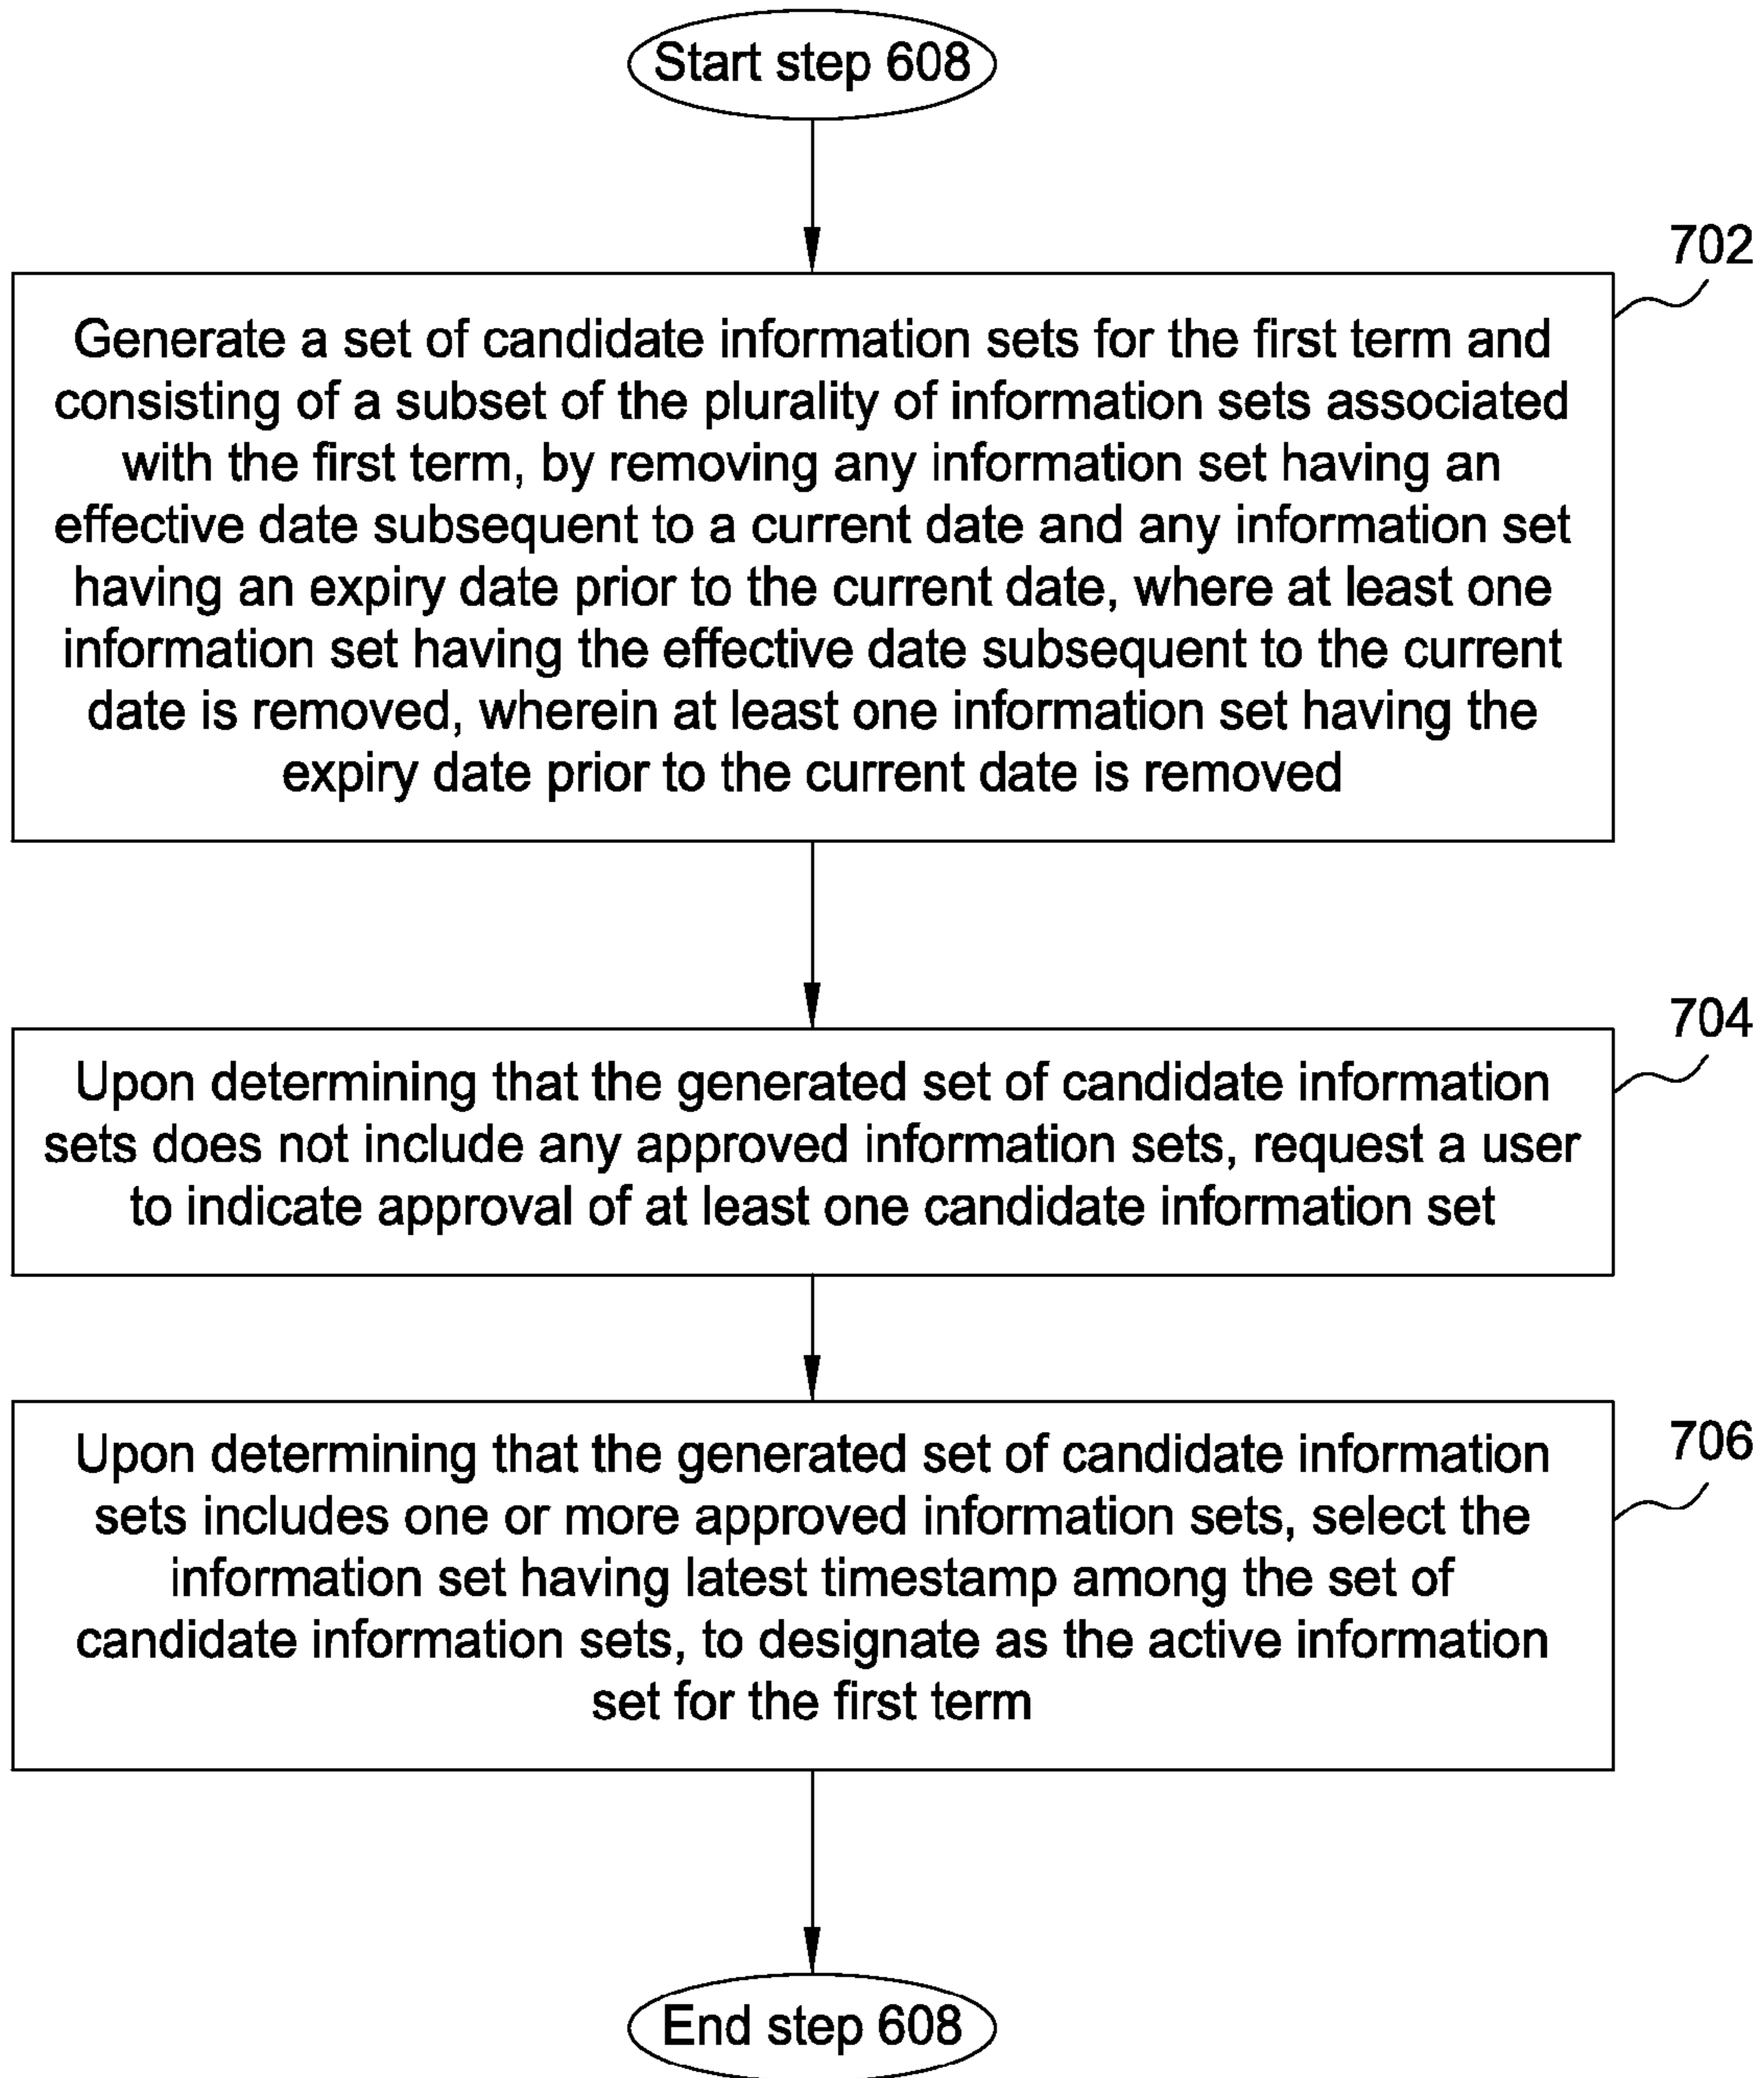 Start step 608
702
Generate a set of candidate information sets for the first term and
consisting of a subset of the plurality of information sets associated
with the first term, by removing any information set having an
effective date subsequent to a current date and any information set
having an expiry date prior to the current date, where at least one
information set having the effective date subsequent to the current
date is removed, wherein at least one information set having the
expiry date prior to the current date is removed
704
Upon determining that the generated set of candidate information
sets does not include any approved information sets, request a user
to indicate approval of at least one candidate information set
706
Upon determining that the generated set of candidate information
sets includes one or more approved information sets, select the
information set having latest timestamp among the set of
candidate information sets, to designate as the active information
set for the first term
End step 608